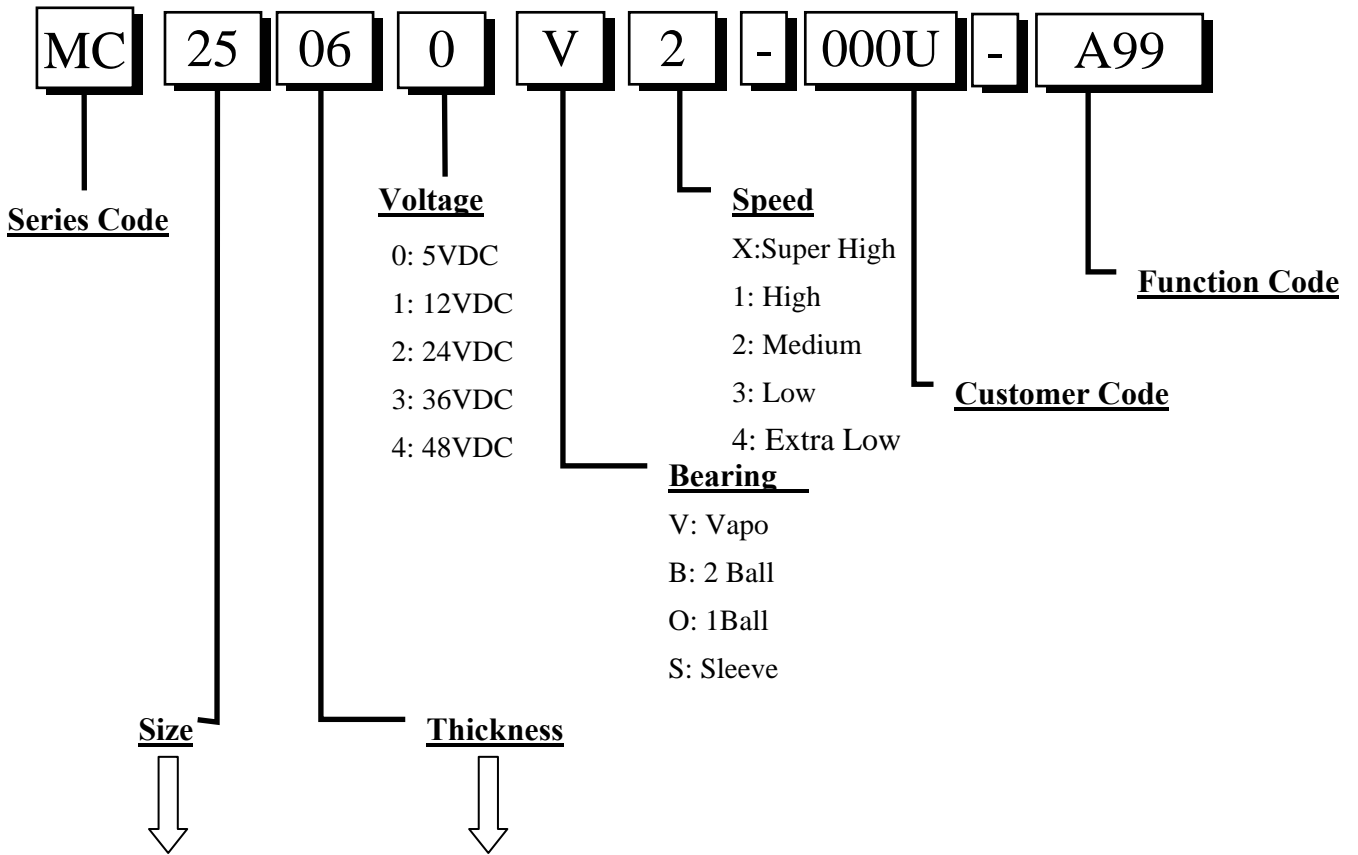 MC 25 06 0 V 2 - 000U - A99
Series Code
Voltage
0: 5VDC
1: 12VDC
2: 24VDC
3: 36VDC
4: 48VDC
Speed
X:Super High
1: High
2: Medium
3: Low
4: Extra Low
Function Code
Customer Code
Bearing
V: Vapo
B: 2 Ball
O: 1Ball
S: Sleeve
Size
Thickness